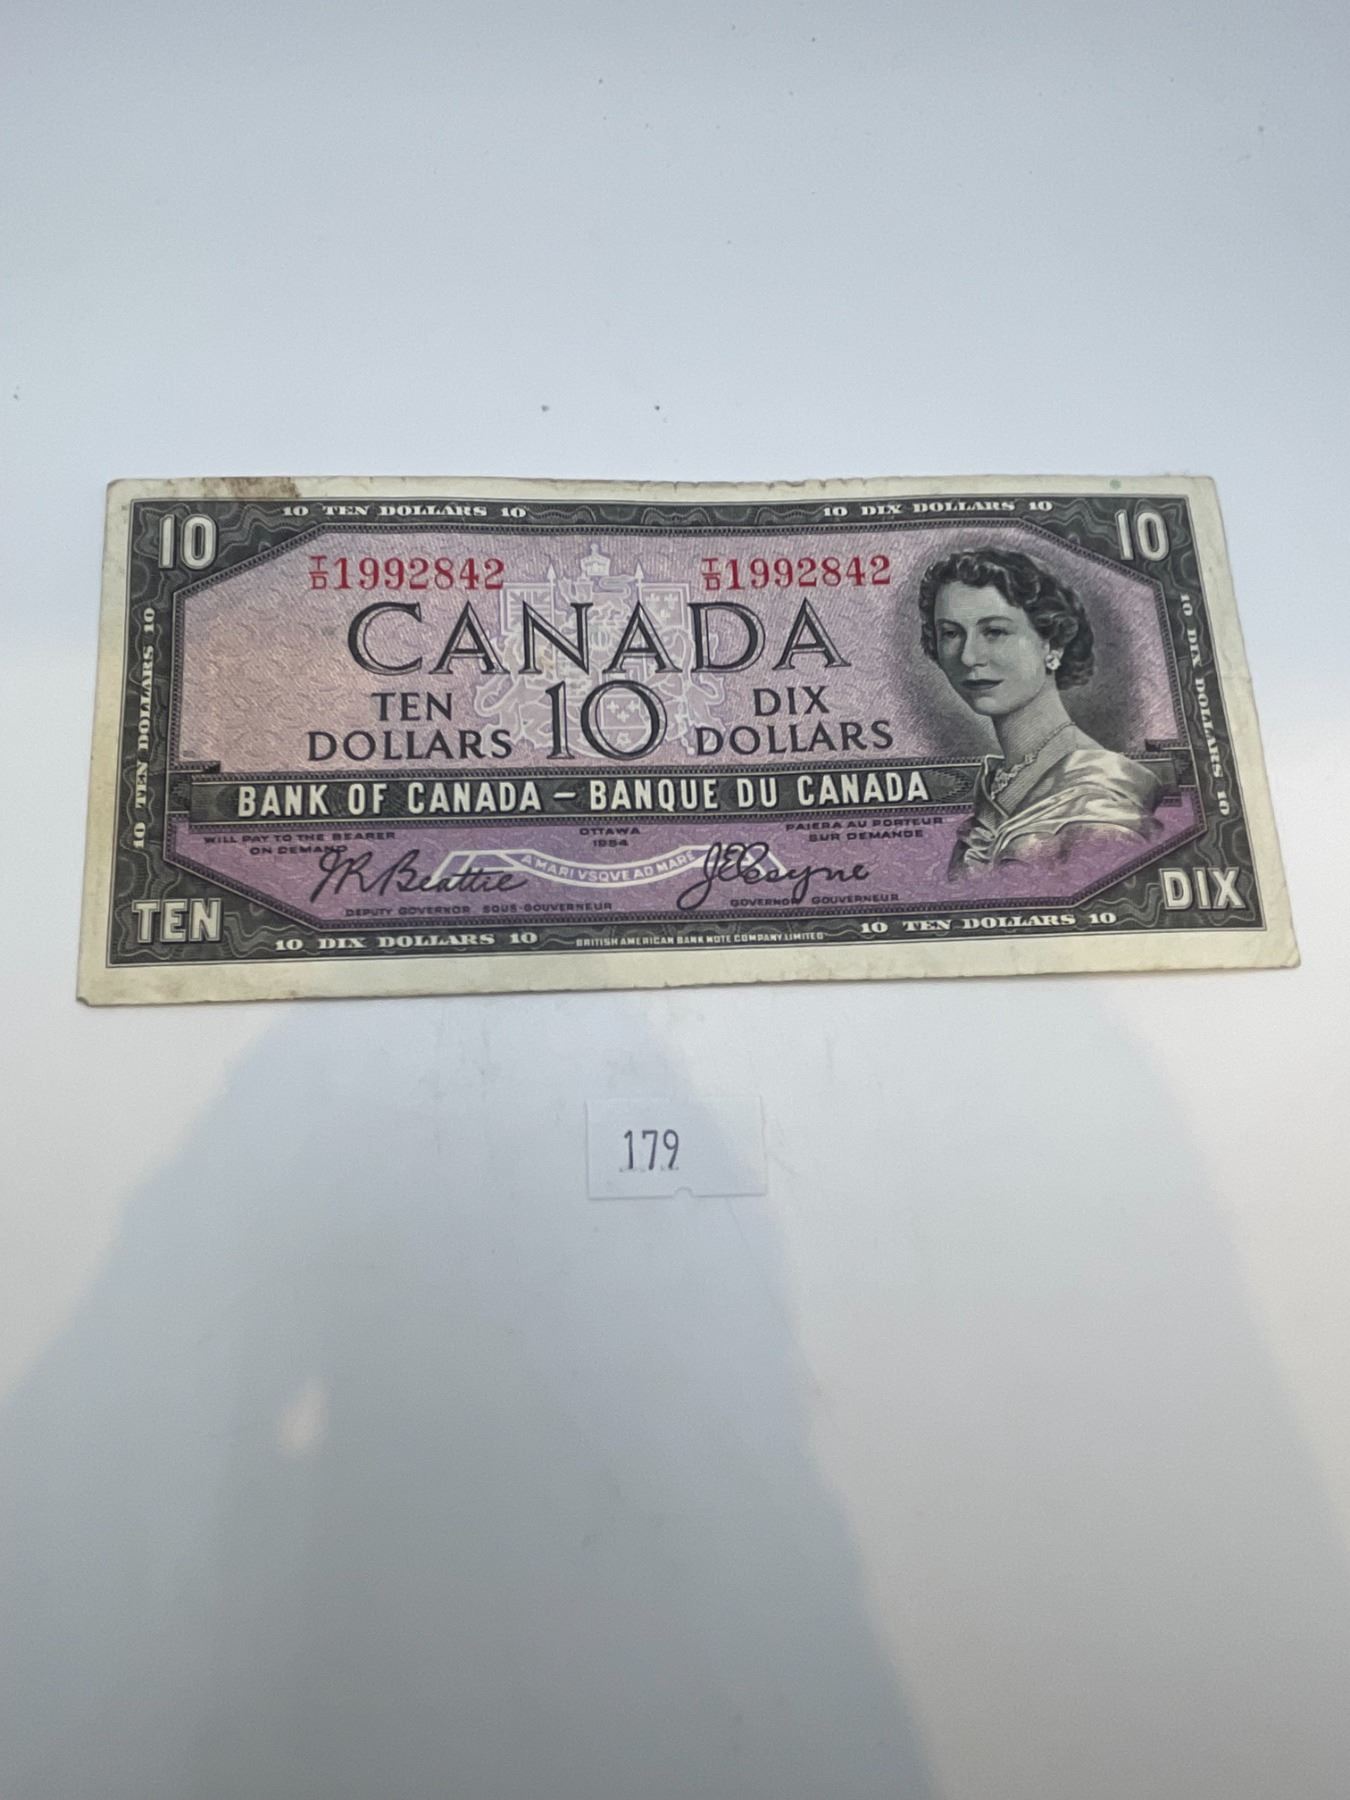 10 TEN DOLLARS 10 10 DIX DOLLARS 10
10 10
T/D 1992842 T/D 1992842
CANADA
TEN DOLLARS 10 DIX DOLLARS
BANK OF CANADA – BANQUE DU CANADA
WILL PAY TO THE BEARER ON DEMAND
OTTAWA
1954
PAIERA AU PORTEUR SUR DEMANDE
A MARI VSQVE AD MARE
JRBeattie
JECoyne
DEPUTY GOVERNOR SOUS-GOUVERNEUR
GOVERNOR GOUVERNEUR
TEN DIX
10 DIX DOLLARS 10 BRITISH AMERICAN BANK NOTE COMPANY LIMITED 10 TEN DOLLARS 10
10 TEN DOLLARS 10
10 DIX DOLLARS 10
179